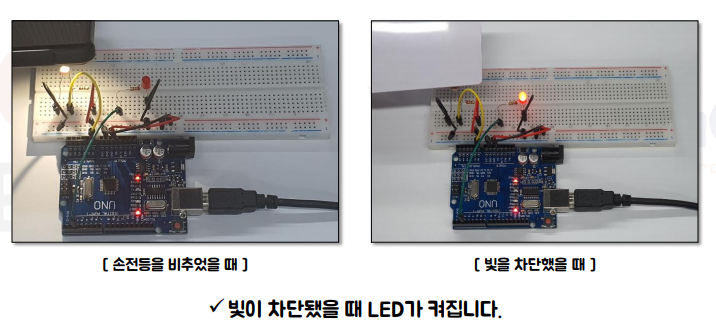 UNO
UNO
[ 손전등을 비추었을 때 ]
[ 빛을 차단했을 때 ]
✓ 빛이 차단됐을 때 LED가 켜집니다.